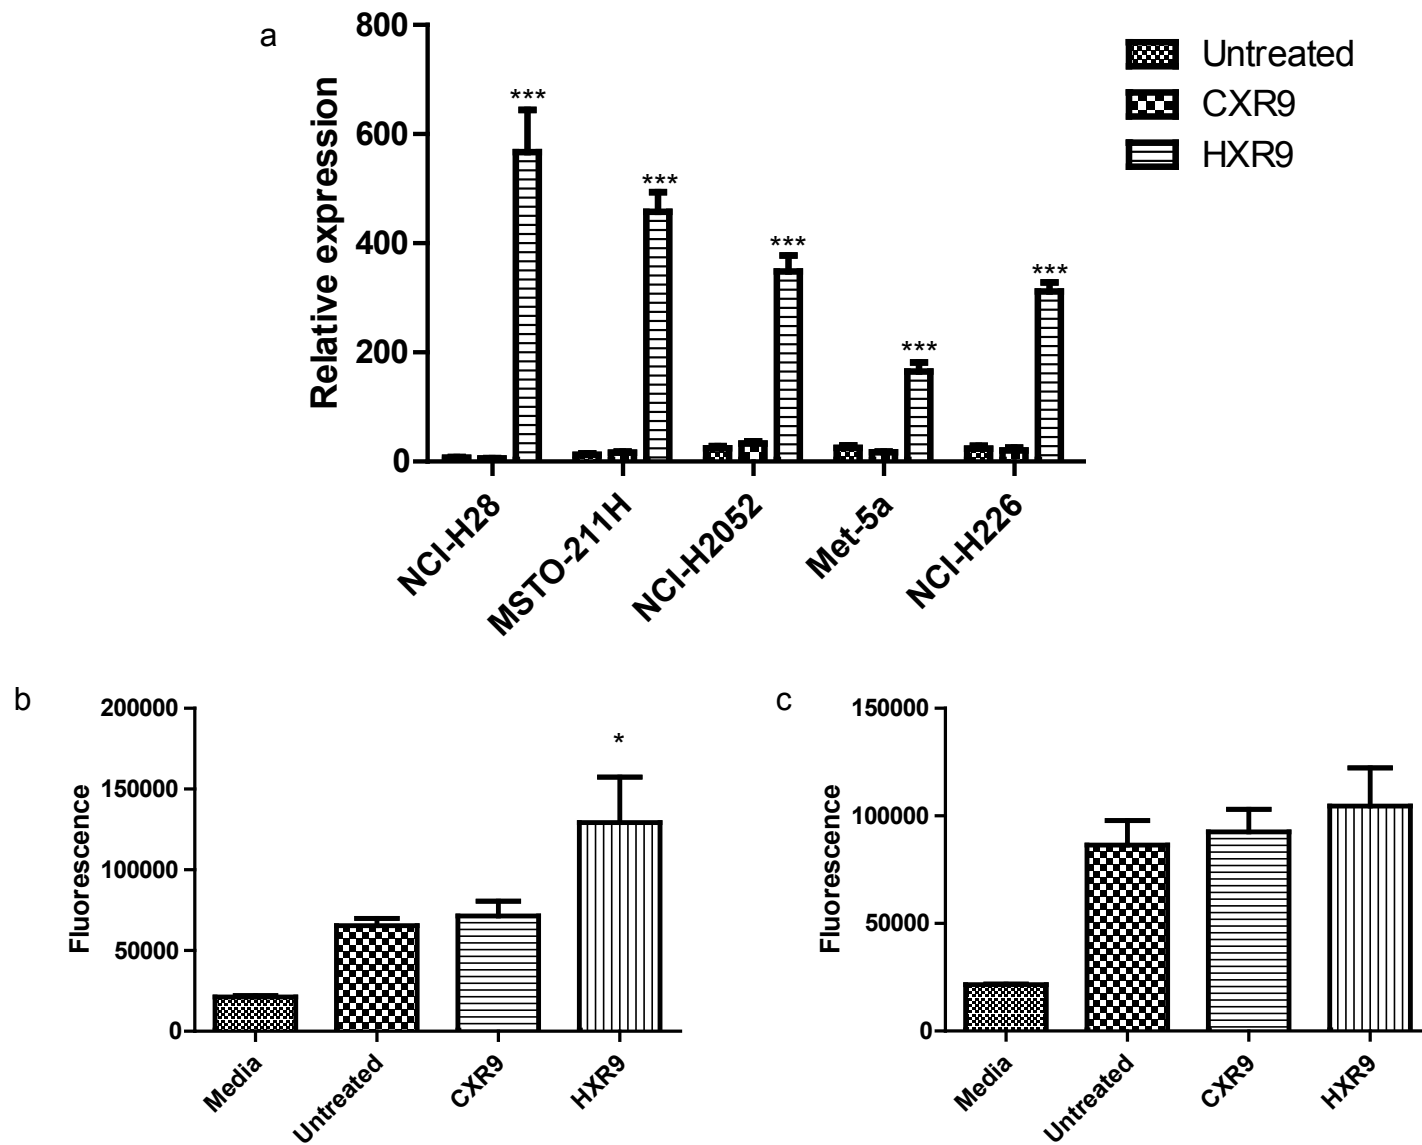 a
Relative expression
800
600
400
200
0
***
***
***
***
***
NCI-H28
MSTO-211H
NCI-H2052
Met-5a
NCI-H226
Untreated
CXR9
HXR9
b
Fluorescence
200000
150000
100000
50000
0
*
Media
Untreated
CXR9
HXR9
c
Fluorescence
150000
100000
50000
0
Media
Untreated
CXR9
HXR9